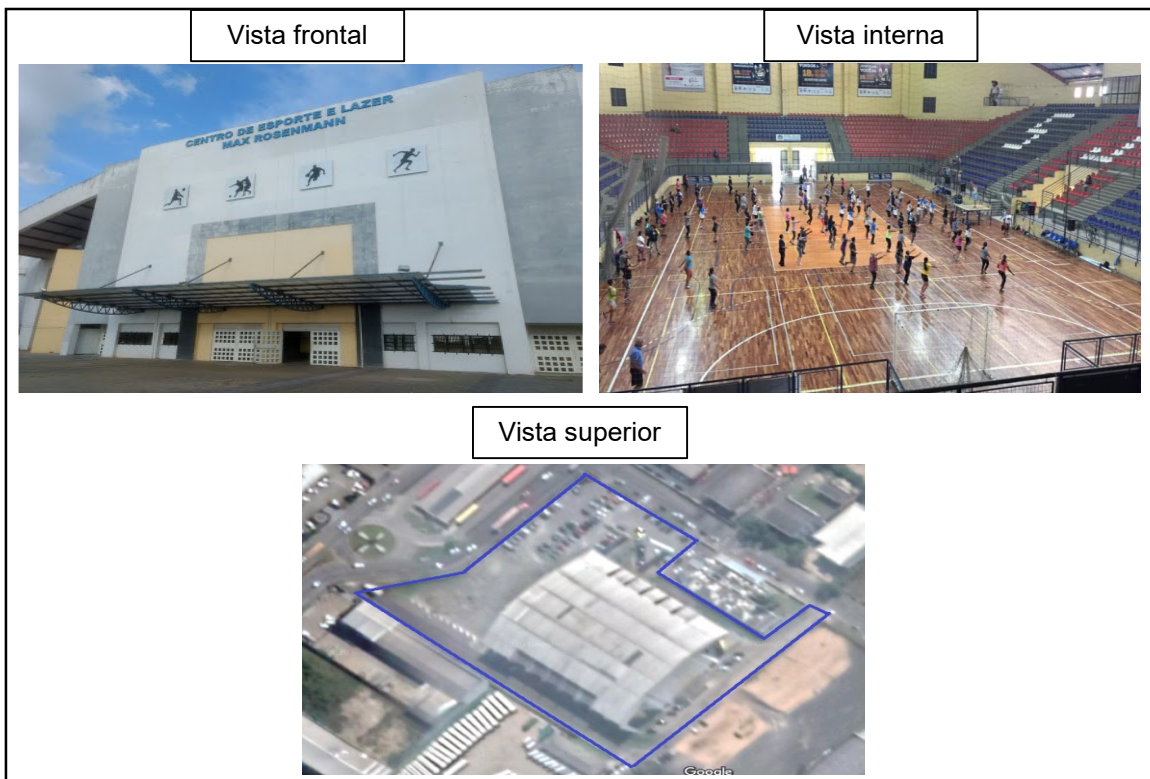 Vista frontal
Vista interna
CENTRO DE ESPORTE E LAZER
MAX ROSENMANN
Vista superior
Google